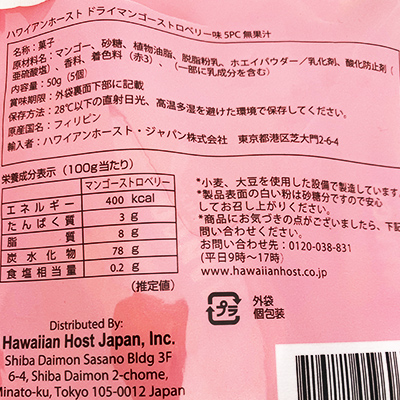 ハワイアンホースト ドライマンゴーストロベリー味 5PC 無果汁
名称：菓子
原材料名：マンゴー、砂糖、植物油脂、脱脂粉乳、ホエイパウダー/乳化剤、酸化防止剤（
亜硫酸塩）、香料、着色料（赤3）、（一部に乳成分を含む）
内容量：50g（5個）
賞味期限：外袋裏面下部に記載
保存方法：28℃以下の直射日光、高温多湿を避けた環境で保存してください。
原産国名：フィリピン
輸入者：ハワイアンホースト・ジャパン株式会社 東京都港区芝大門2-6-4
栄養成分表示（100g当たり）
マンゴーストロベリー
エネルギー 400 kcal
たんぱく質 3 g
脂質 8 g
炭水化物 78 g
食塩相当量 0.2 g
（推定値）
*小麦、大豆を使用した設備で製造しています。
*製品表面の白い粉は砂糖分ですので安心
してお召し上がりください。
*商品にお気づきの点がございましたら、下記
問い合わせください。
お問い合わせ先：0120-038-831
（平日9時～17時）
www.hawaiianhost.co.jp
プラ
外袋
個包装
Distributed By:
Hawaiian Host Japan, Inc.
Shiba Daimon Sasano Bldg 3F
6-4, Shiba Daimon 2-chome,
Minato-ku, Tokyo 105-0012 Japan